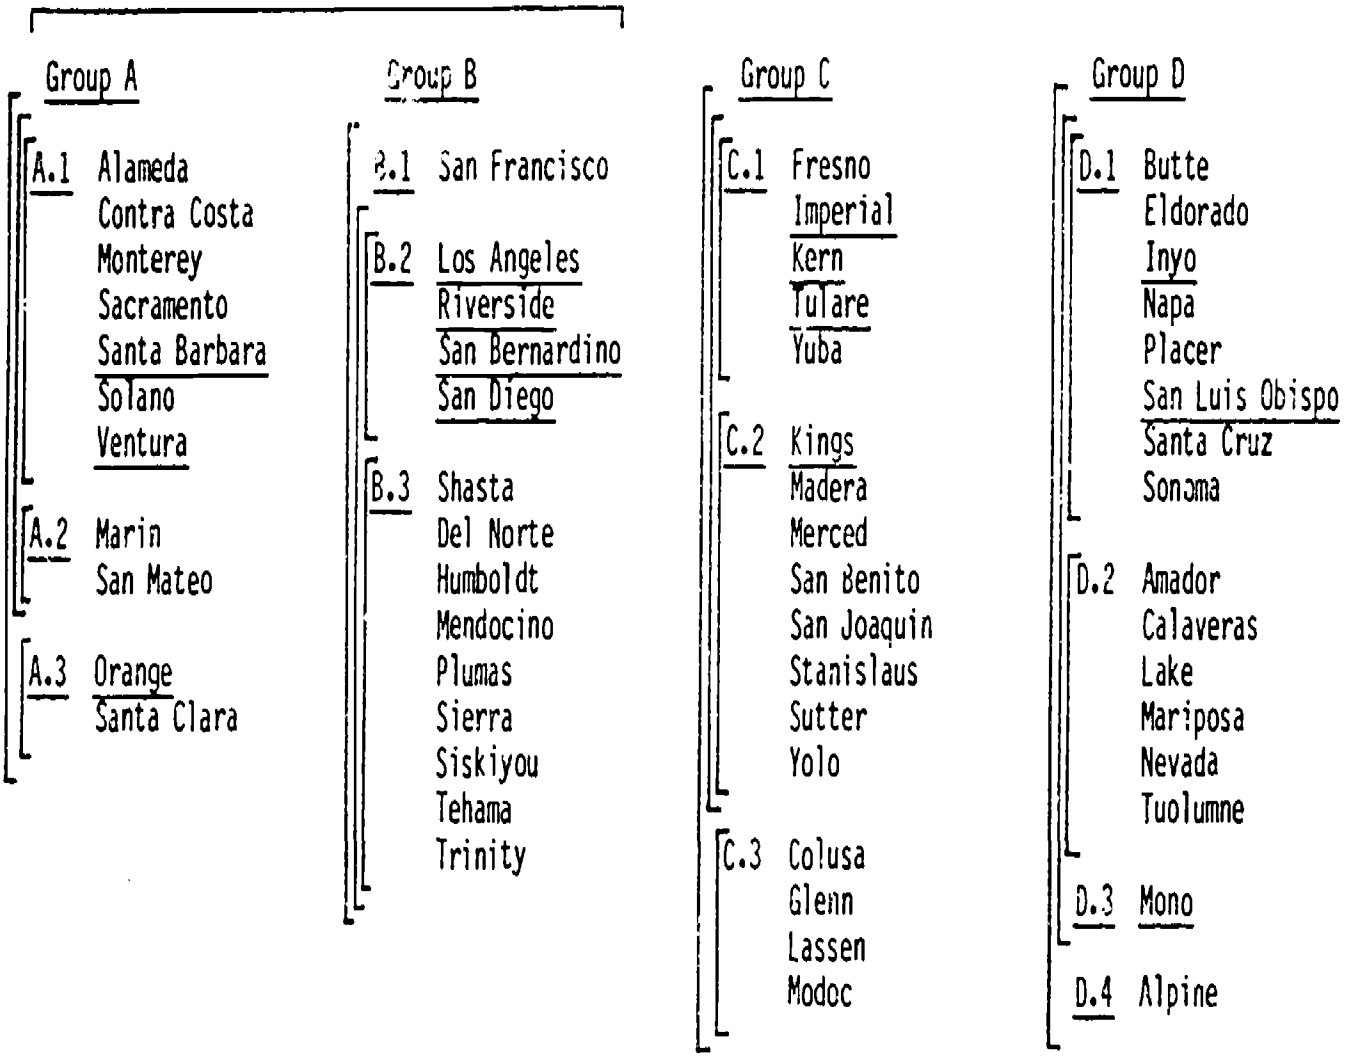 Group A
A.1 Alameda
Contra Costa
Monterey
Sacramento
Santa Barbara
Solano
Ventura
A.2 Marin
San Mateo
A.3 Orange
Santa Clara
Group B
B.1 San Francisco
B.2 Los Angeles
Riverside
San Bernardino
San Diego
B.3 Shasta
Del Norte
Humboldt
Mendocino
Plumas
Sierra
Siskiyou
Tehama
Trinity
Group C
C.1 Fresno
Imperial
Kern
Tulare
Yuba
C.2 Kings
Madera
Merced
San Benito
San Joaquin
Stanislaus
Sutter
Yolo
C.3 Colusa
Glenn
Lassen
Modoc
Group D
D.1 Butte
Eldorado
Inyo
Napa
Placer
San Luis Obispo
Santa Cruz
Sonoma
D.2 Amador
Calaveras
Lake
Mariposa
Nevada
Tuolumne
D.3 Mono
D.4 Alpine